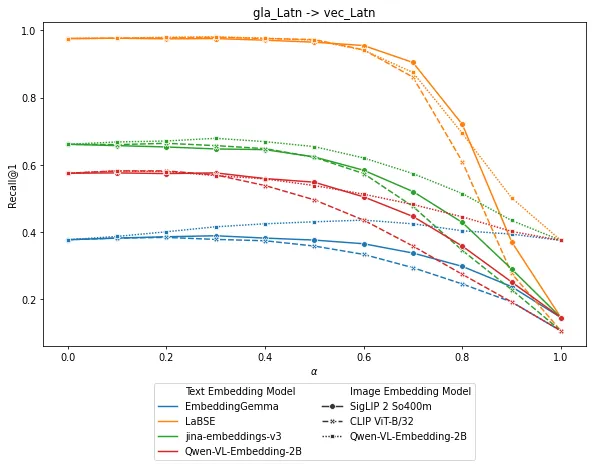 gla_Latn -> vec_Latn
Recall@1
1.0
0.8
0.6
0.4
0.2
0.0 0.2 0.4 0.6 0.8 1.0
α
Text Embedding Model
EmbeddingGemma
LaBSE
jina-embeddings-v3
Qwen-VL-Embedding-2B
Image Embedding Model
SigLIP 2 So400m
CLIP ViT-B/32
Qwen-VL-Embedding-2B